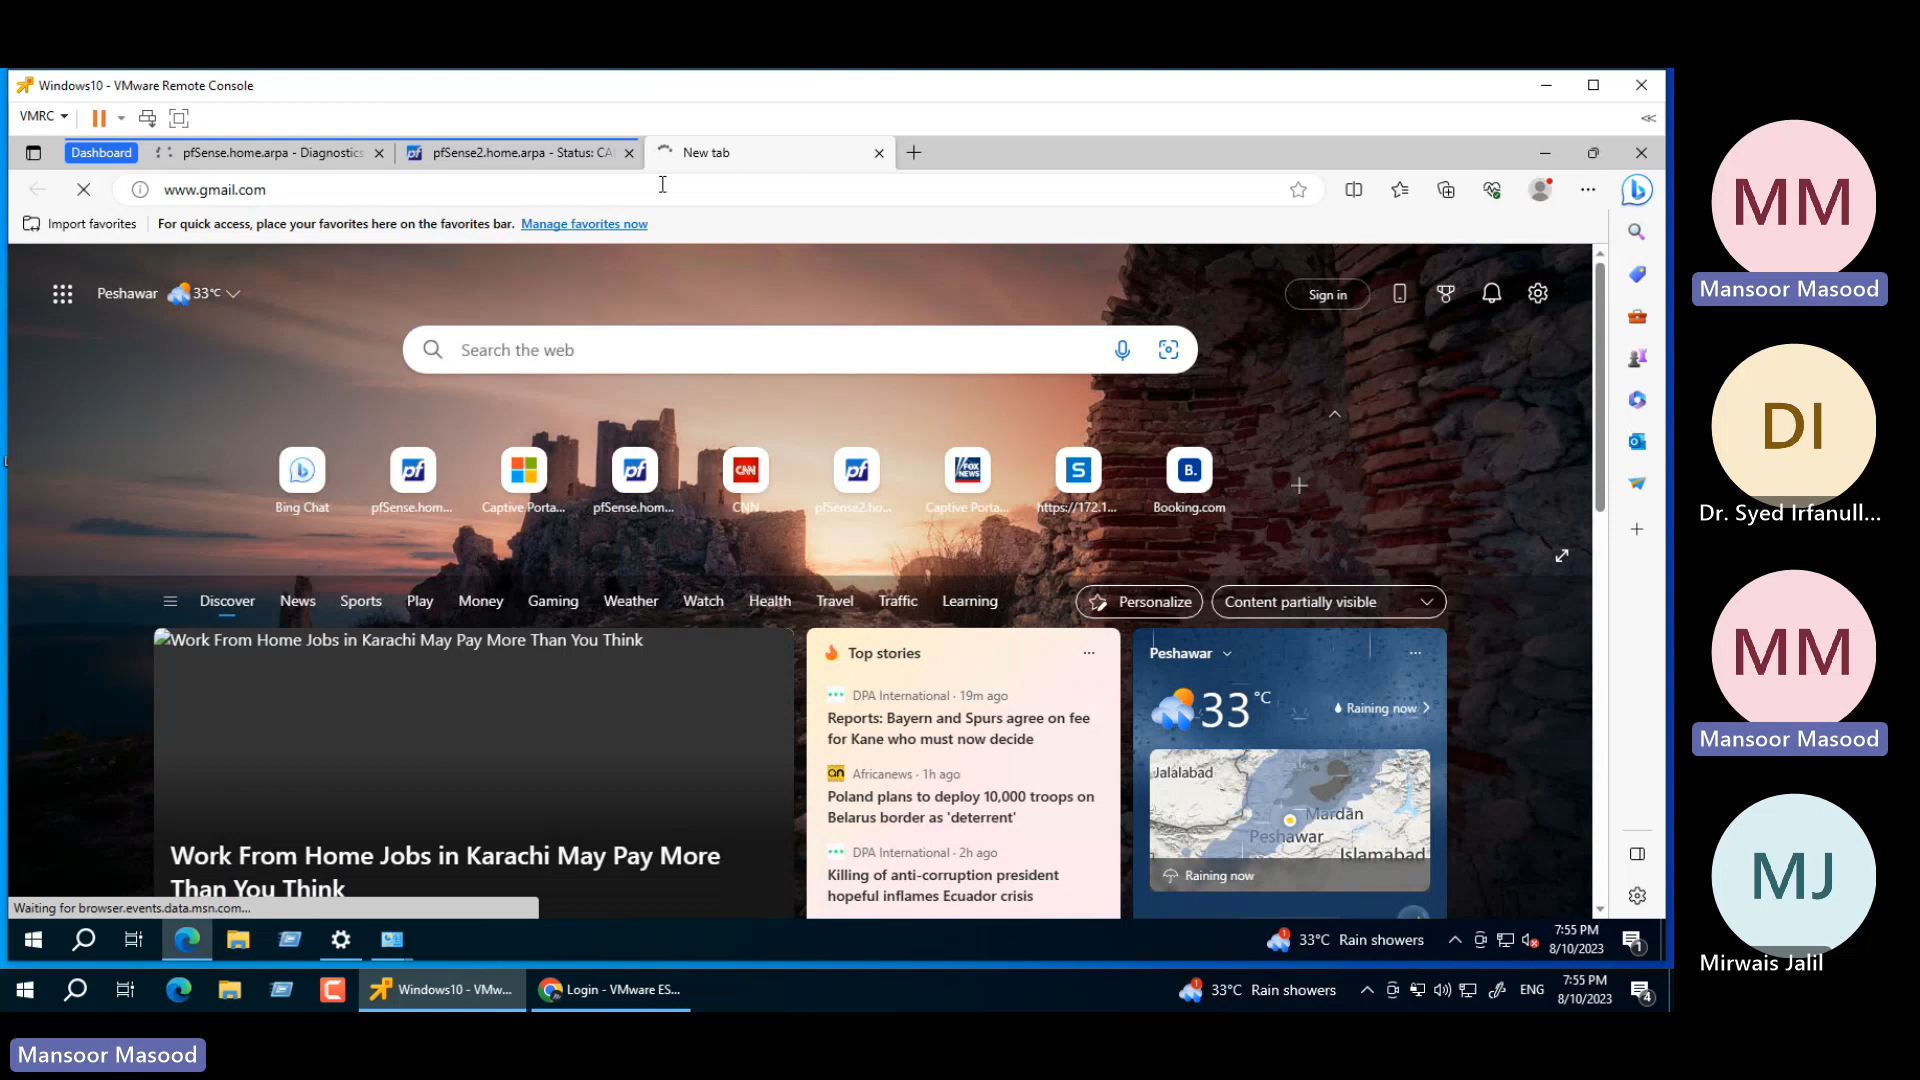 Windows10 - VMware Remote Console
VMRC
Dashboard
pfSense.home.arpa - Diagnostics
pfSense2.home.arpa - Status: CA
New tab
www.gmail.com
Import favorites
For quick access, place your favorites here on the favorites bar. Manage favorites now
Peshawar
33°C
Sign in
Search the web
Bing Chat
pfSense.hom...
Captive Porta...
pfSense.hom...
CNN
pfSense2.ho...
Captive Porta...
https://172.1...
Booking.com
Discover
News
Sports
Play
Money
Gaming
Weather
Watch
Health
Travel
Traffic
Learning
Personalize
Content partially visible
Work From Home Jobs in Karachi May Pay More Than You Think
Work From Home Jobs in Karachi May Pay More
Than You Think
Top stories
DPA International · 19m ago
Reports: Bayern and Spurs agree on fee
for Kane who must now decide
Africanews · 1h ago
Poland plans to deploy 10,000 troops on
Belarus border as 'deterrent'
DPA International · 2h ago
Killing of anti-corruption president
hopeful inflames Ecuador crisis
Peshawar
33 °C
Raining now
Jalalabad
Mardan
Peshawar
Islamabad
Raining now
Waiting for browser.events.data.msn.com...
33°C Rain showers
7:55 PM
8/10/2023
1
Windows10 - VMw...
Login - VMware ES...
33°C Rain showers
ENG
7:55 PM
8/10/2023
4
MM
Mansoor Masood
DI
Dr. Syed Irfanull...
MM
Mansoor Masood
MJ
Mirwais Jalil
Mansoor Masood